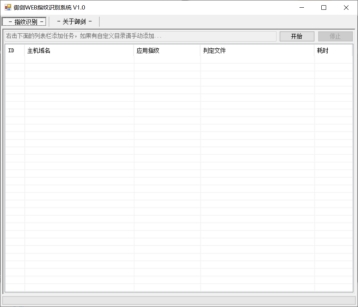 御剑WEB指纹识别系统 V1.0
- 指纹识别 -
- 关于御剑 -
右击下面的列表栏添加任务, 如果有自定义目录请手动添加...
开始
停止
ID 主机域名 应用指纹 判定文件 耗时